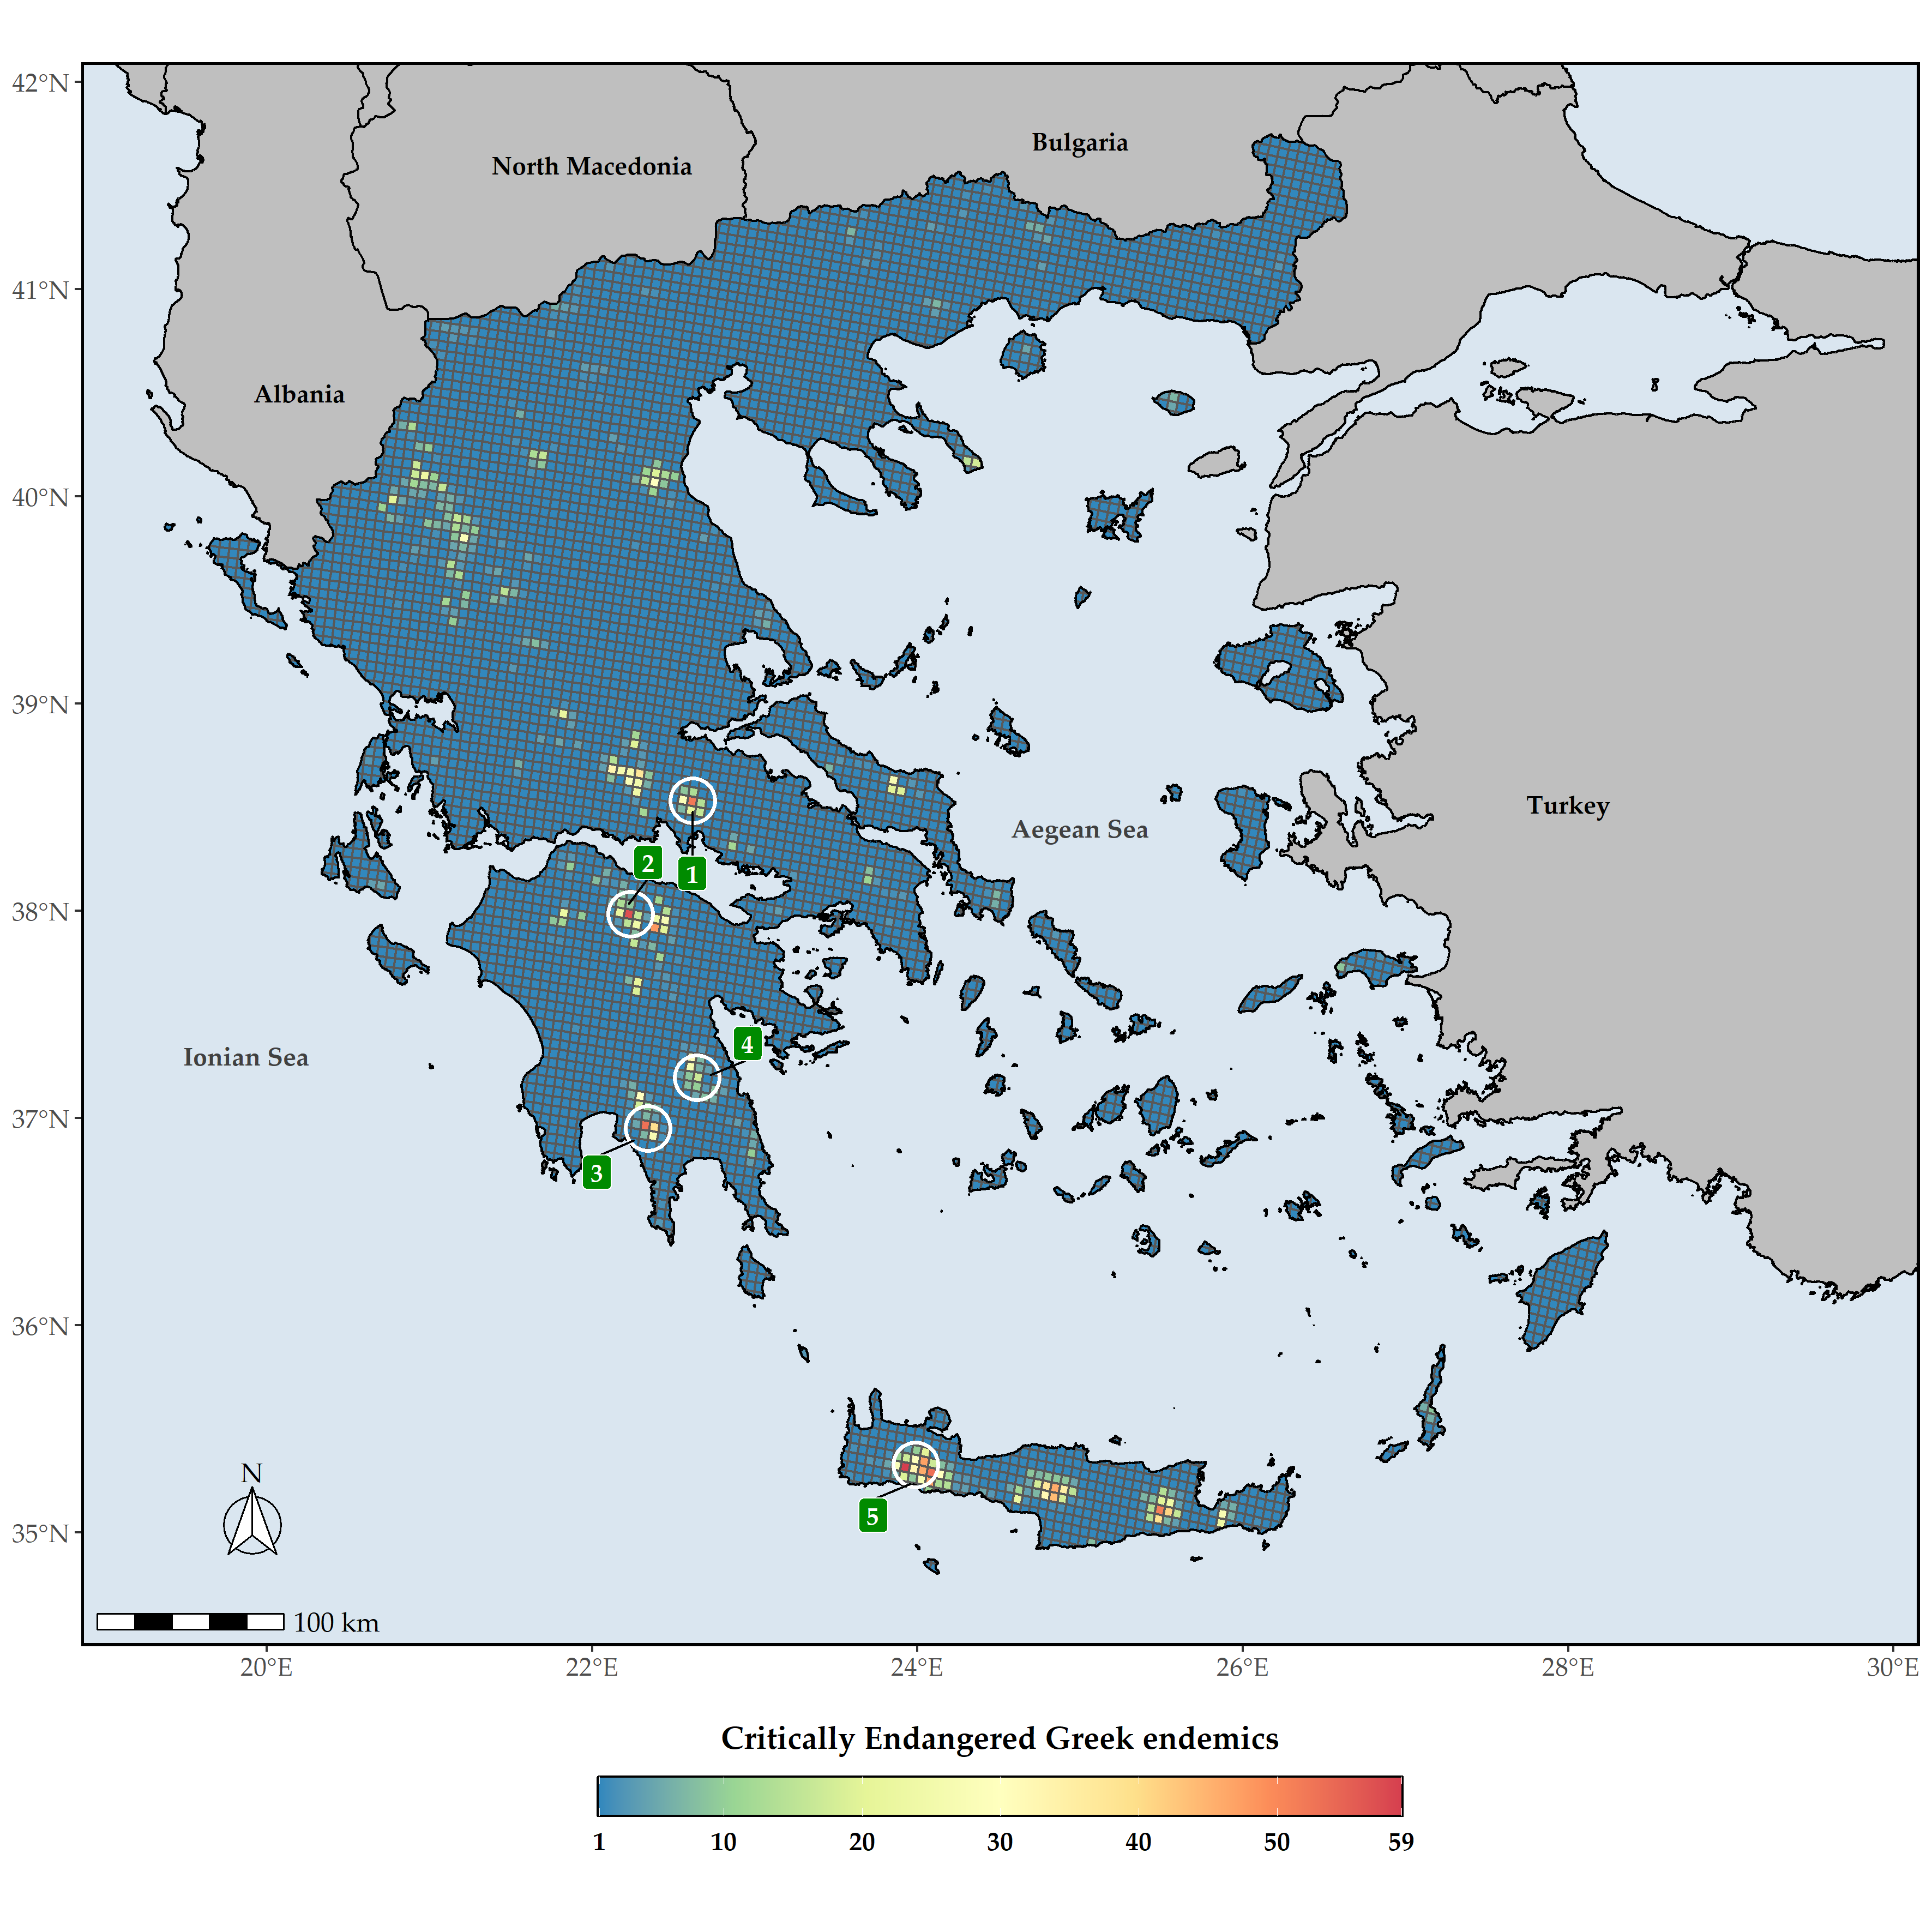 42°N
41°N
40°N
39°N
38°N
37°N
36°N
35°N
Bulgaria
North Macedonia
Albania
Turkey
Aegean Sea
Ionian Sea
2
1
4
3
5
N
100 km
20°E
22°E
24°E
26°E
28°E
30°E
Critically Endangered Greek endemics
1
10
20
30
40
50
59